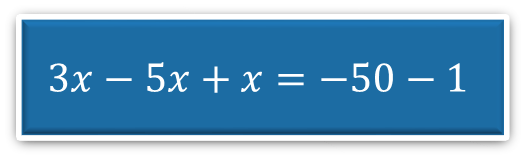 3x − 5x + x = −50 − 1